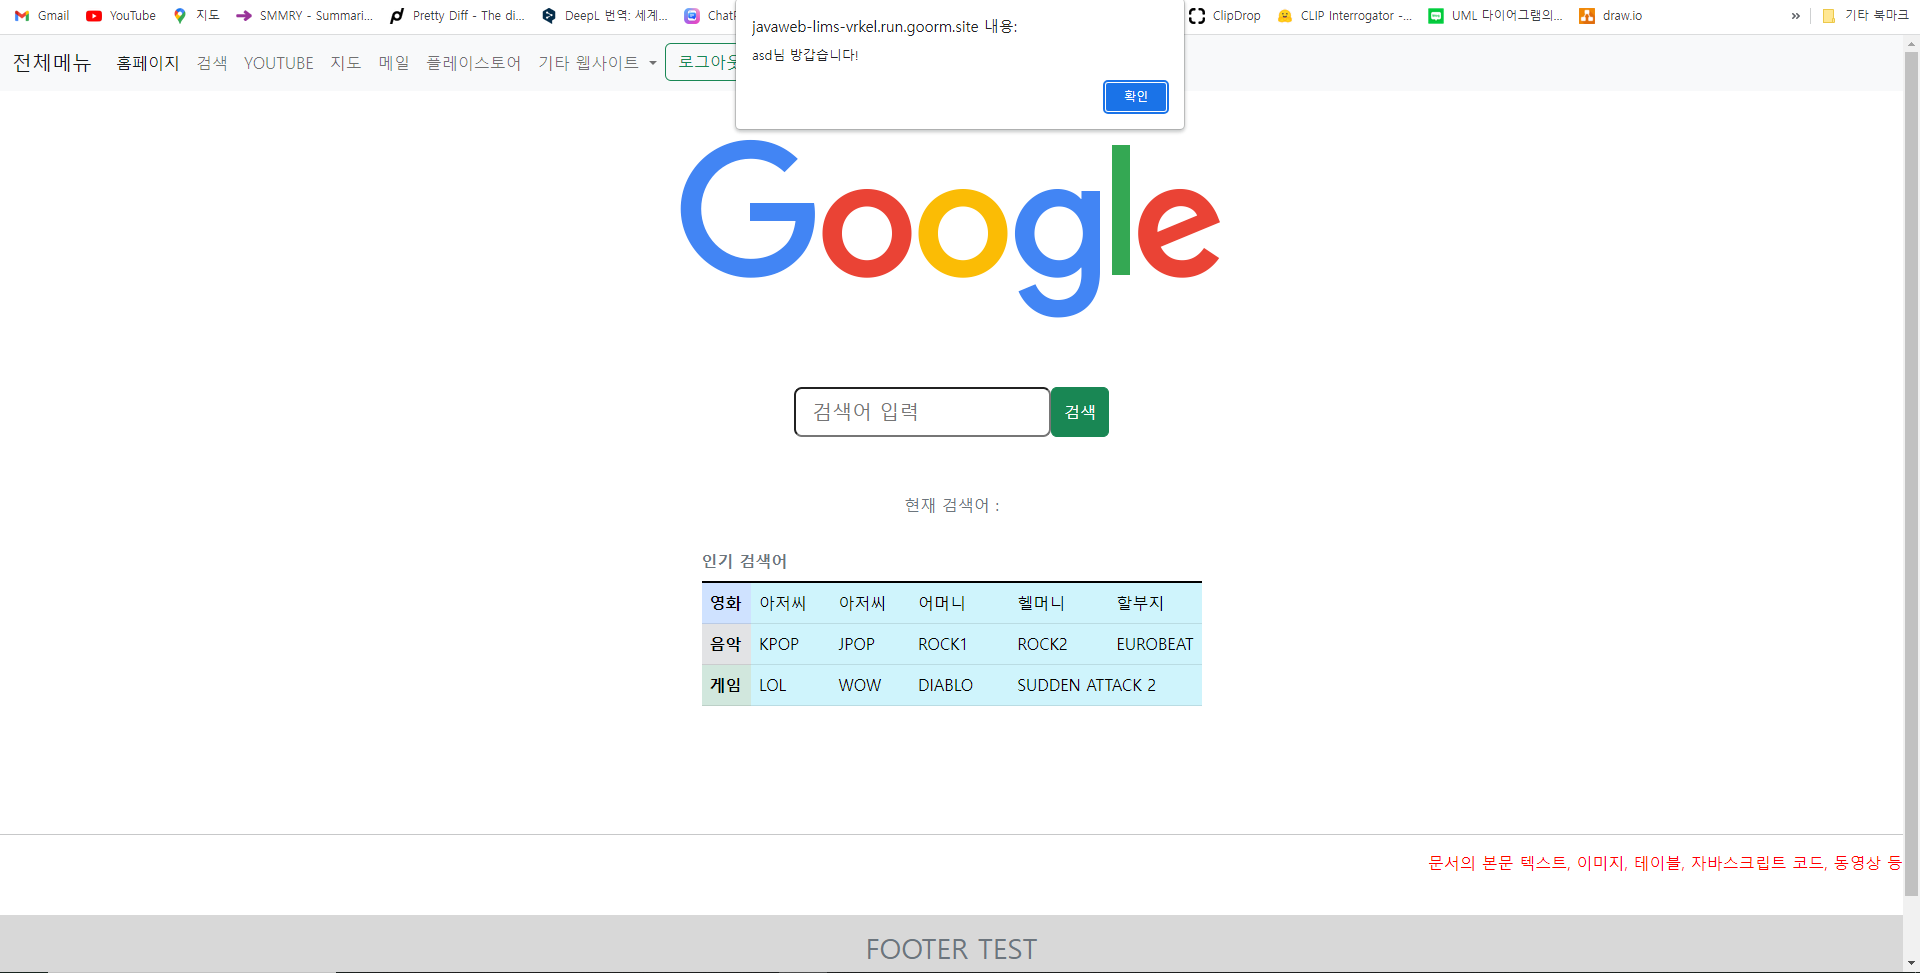 Gmail YouTube 지도 SMMRY - Summari... Pretty Diff - The di... DeepL 번역: 세계... ClipDrop CLIP Interrogator -... UML 다이어그램의... draw.io » 기타 북마크
javaweb-lims-vrkel.run.goorm.site 내용:
asd님 방갑습니다!
확인
전체메뉴 홈페이지 검색 YOUTUBE 지도 메일 플레이스토어 기타 웹사이트 로그아웃
Google
검색어 입력 검색
현재 검색어 :
인기 검색어
영화 아저씨 아저씨 어머니 헬머니 할부지
음악 KPOP JPOP ROCK1 ROCK2 EUROBEAT
게임 LOL WOW DIABLO SUDDEN ATTACK 2
문서의 본문 텍스트, 이미지, 테이블, 자바스크립트 코드, 동영상 등
FOOTER TEST